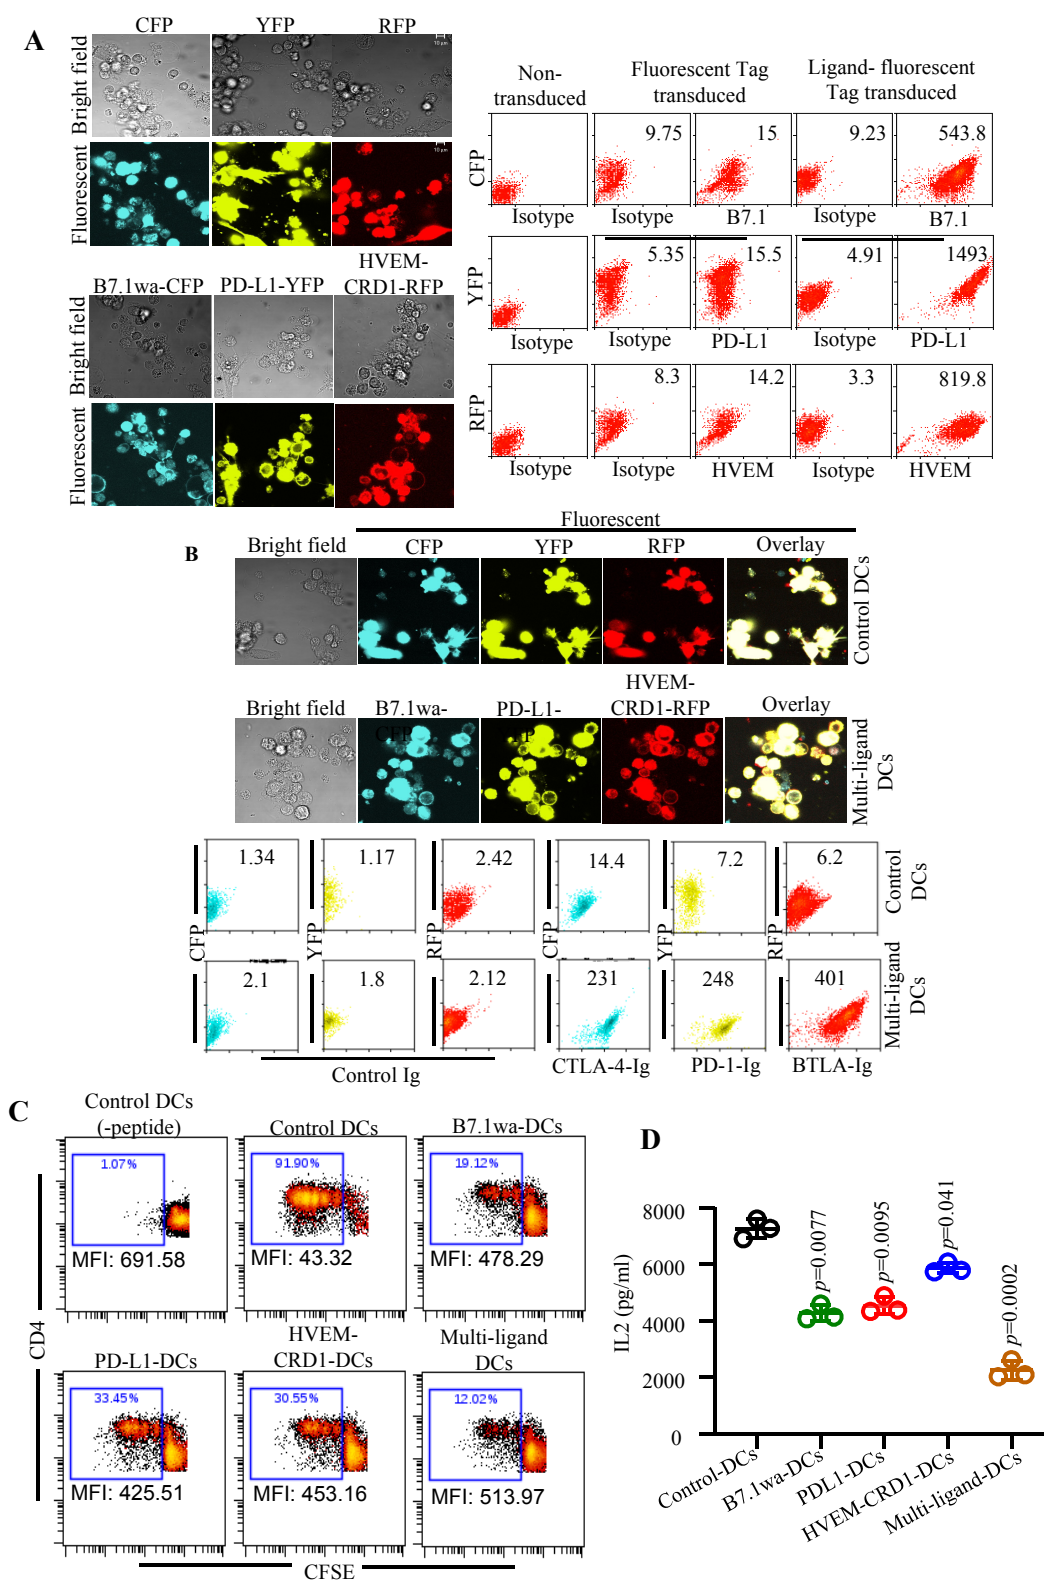 A
CFP YFP RFP
Bright field
10 µm
Fluorescent
B7.1wa-CFP PD-L1-YFP HVEM-
CRD1-RFP
Bright field
Fluorescent
Non-
transduced
Fluorescent Tag
transduced
Ligand- fluorescent
Tag transduced
CFP
9.75 15 9.23 543.8
Isotype Isotype B7.1 Isotype B7.1
YFP
5.35 15.5 4.91 1493
Isotype Isotype PD-L1 Isotype PD-L1
RFP
8.3 14.2 3.3 819.8
Isotype Isotype HVEM Isotype HVEM
B
Fluorescent
Bright field CFP YFP RFP Overlay
Control DCs
Bright field B7.1wa-
CFP
PD-L1-
HVEM-
CRD1-RFP
Overlay
Multi-ligand
DCs
1.34 1.17 2.42 14.4 7.2 6.2
Control
DCs
CFP YFP RFP CFP YFP RFP
2.1 1.8 2.12 231 248 401
Multi-ligand
DCs
Control Ig CTLA-4-Ig PD-1-Ig BTLA-Ig
C
Control DCs
(-peptide)
Control DCs
B7.1wa-DCs
1.07% 91.90% 19.12%
MFI: 691.58 MFI: 43.32 MFI: 478.29
CD4
PD-L1-DCs
HVEM-
CRD1-DCs
Multi-ligand
DCs
33.45% 30.55% 12.02%
MFI: 425.51 MFI: 453.16 MFI: 513.97
CFSE
D
IL2 (pg/ml)
8000
6000
4000
2000
0
p=0.0077
p=0.0095
p=0.041
p=0.0002
Control-DCs
B7.1wa-DCs
PDL1-DCs
HVEM-CRD1-DCs
Multi-ligand-DCs